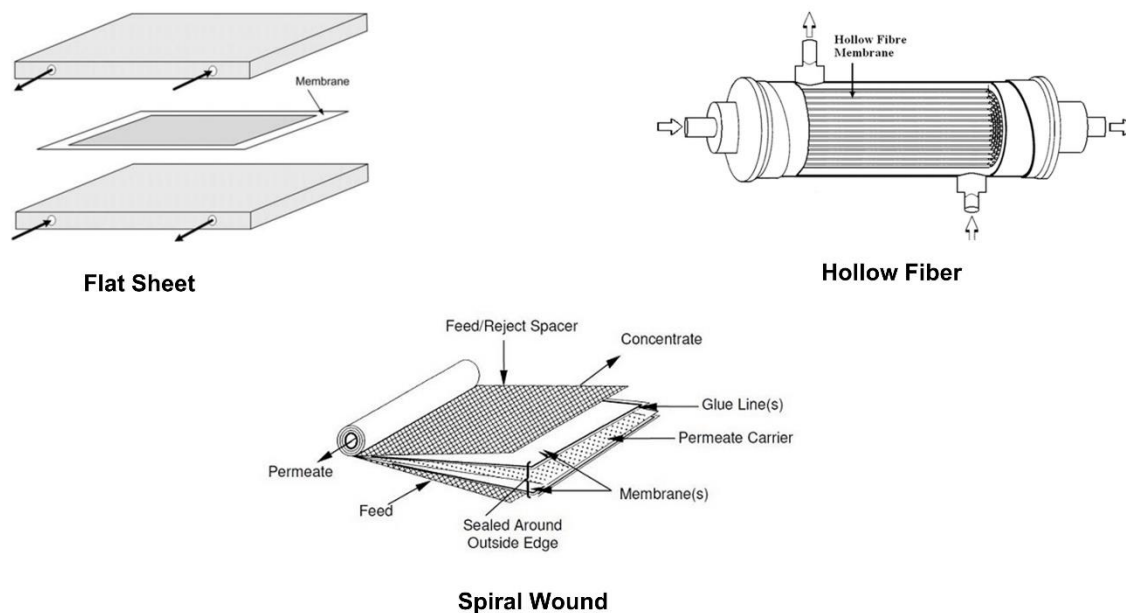 Membrane
Flat Sheet
Hollow Fibre
Membrane
Hollow Fiber
Feed/Reject Spacer
Concentrate
Glue Line(s)
Permeate Carrier
Membrane(s)
Permeate
Feed
Sealed Around
Outside Edge
Spiral Wound